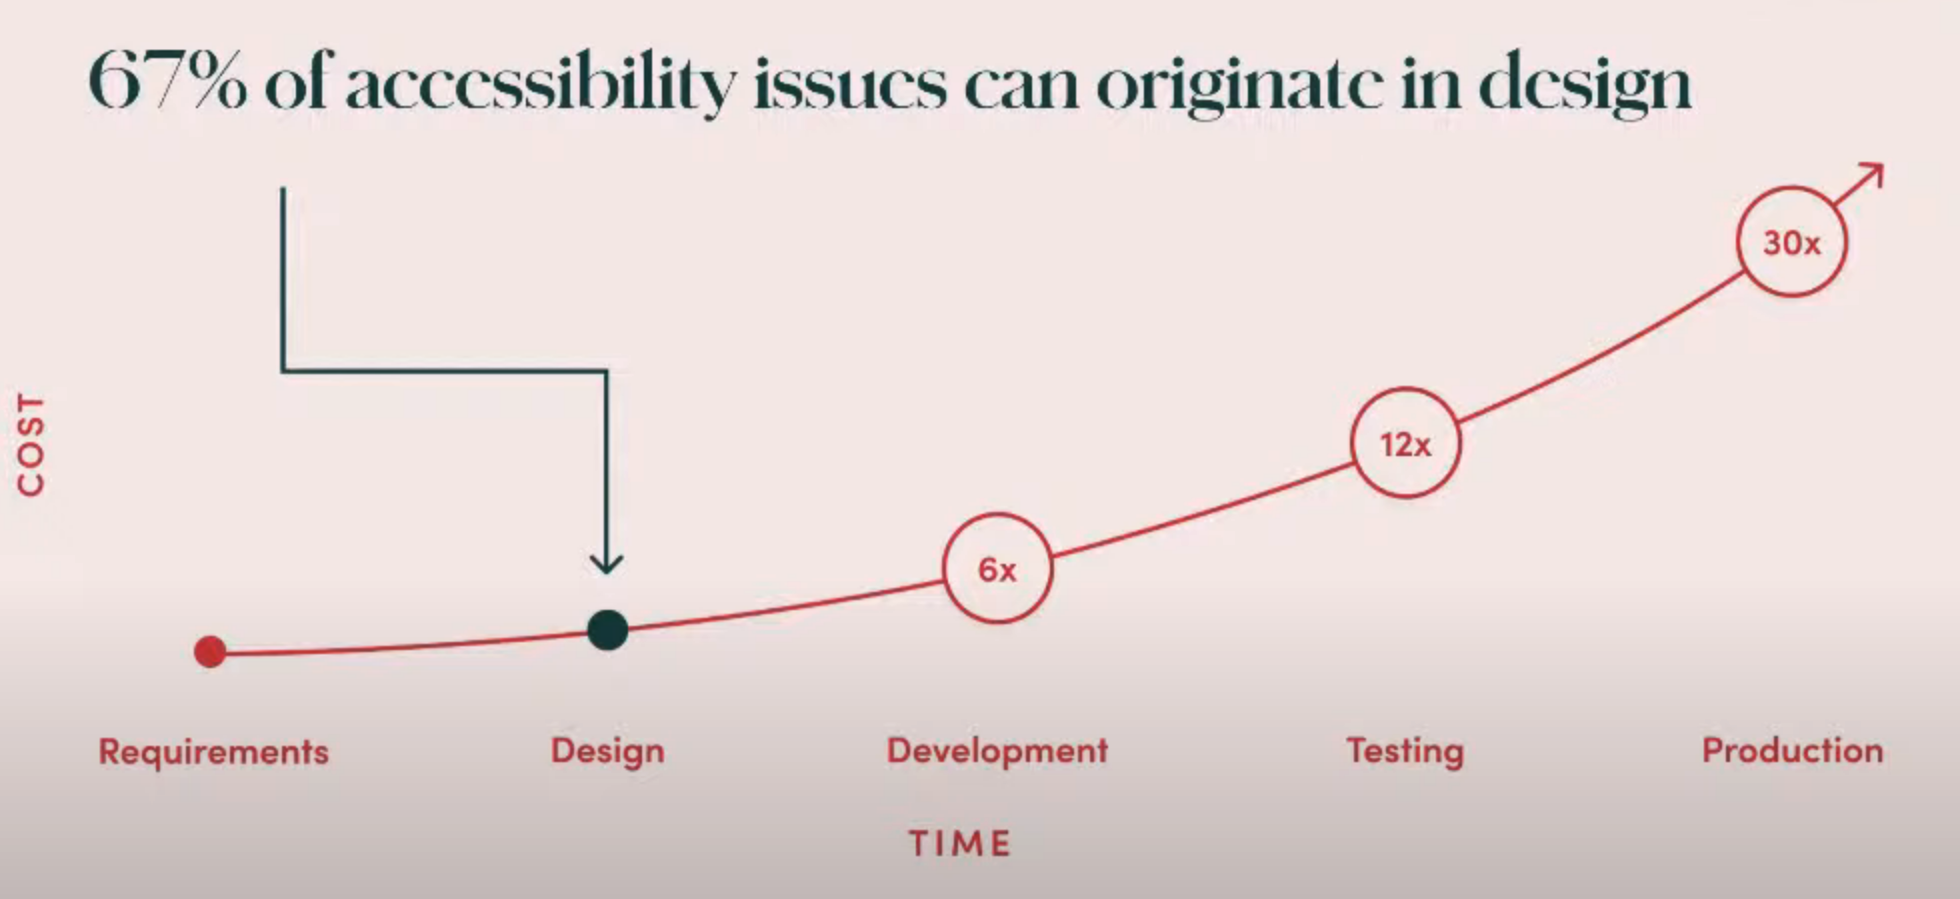 67% of accessibility issues can originate in design
30x
12x
6x
COST
Requirements Design Development Testing Production
TIME